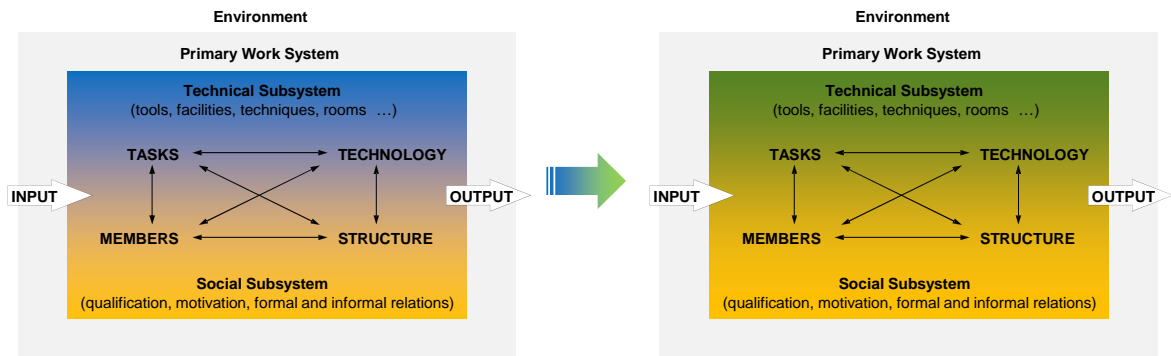 Environment
Primary Work System
Technical Subsystem
(tools, facilities, techniques, rooms …)
TASKS
TECHNOLOGY
INPUT
OUTPUT
MEMBERS
STRUCTURE
Social Subsystem
(qualification, motivation, formal and informal relations)
Environment
Primary Work System
Technical Subsystem
(tools, facilities, techniques, rooms …)
TASKS
TECHNOLOGY
INPUT
OUTPUT
MEMBERS
STRUCTURE
Social Subsystem
(qualification, motivation, formal and informal relations)